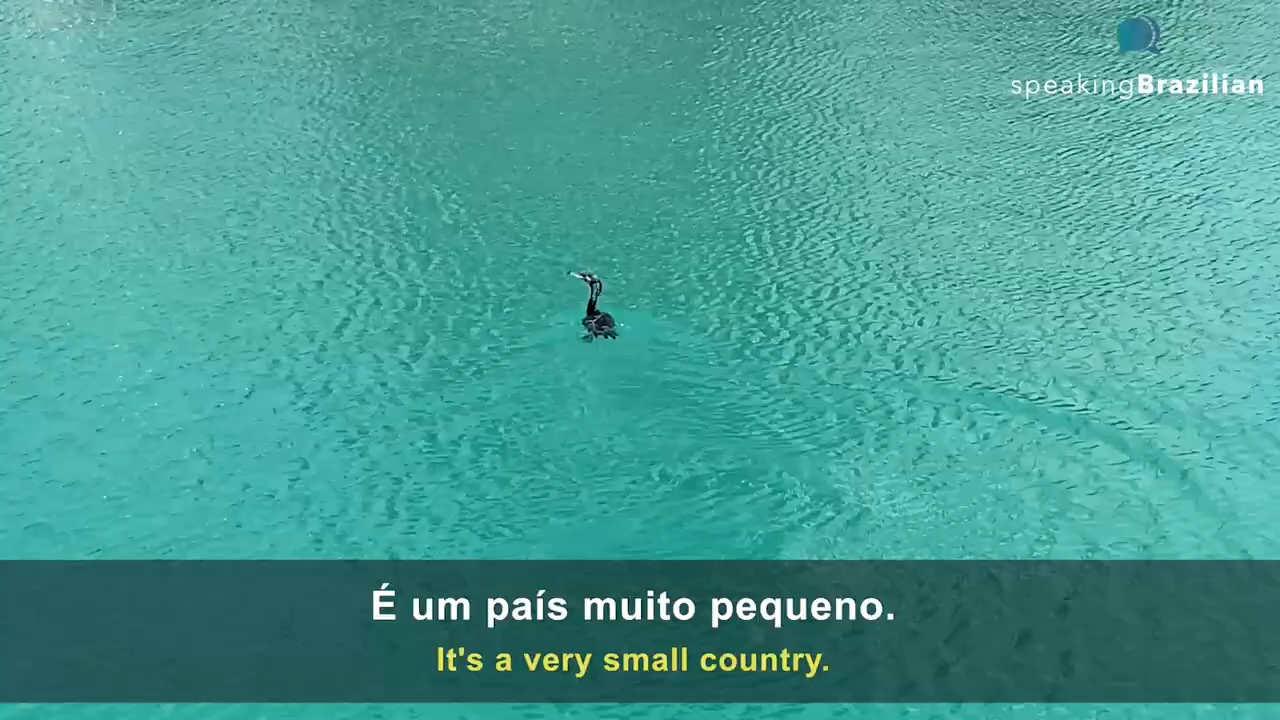 speakingBrazilian
É um país muito pequeno.
It's a very small country.